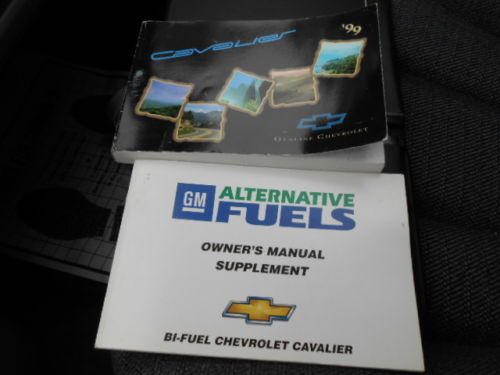 Cavalier
'99
GENUINE CHEVROLET
GM
ALTERNATIVE
FUELS
OWNER'S MANUAL
SUPPLEMENT
BI-FUEL CHEVROLET CAVALIER